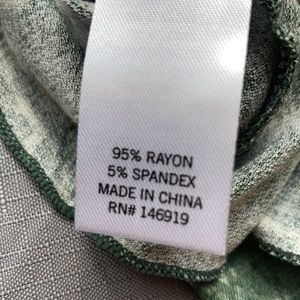 95% RAYON
5% SPANDEX
MADE IN CHINA
RN# 146919